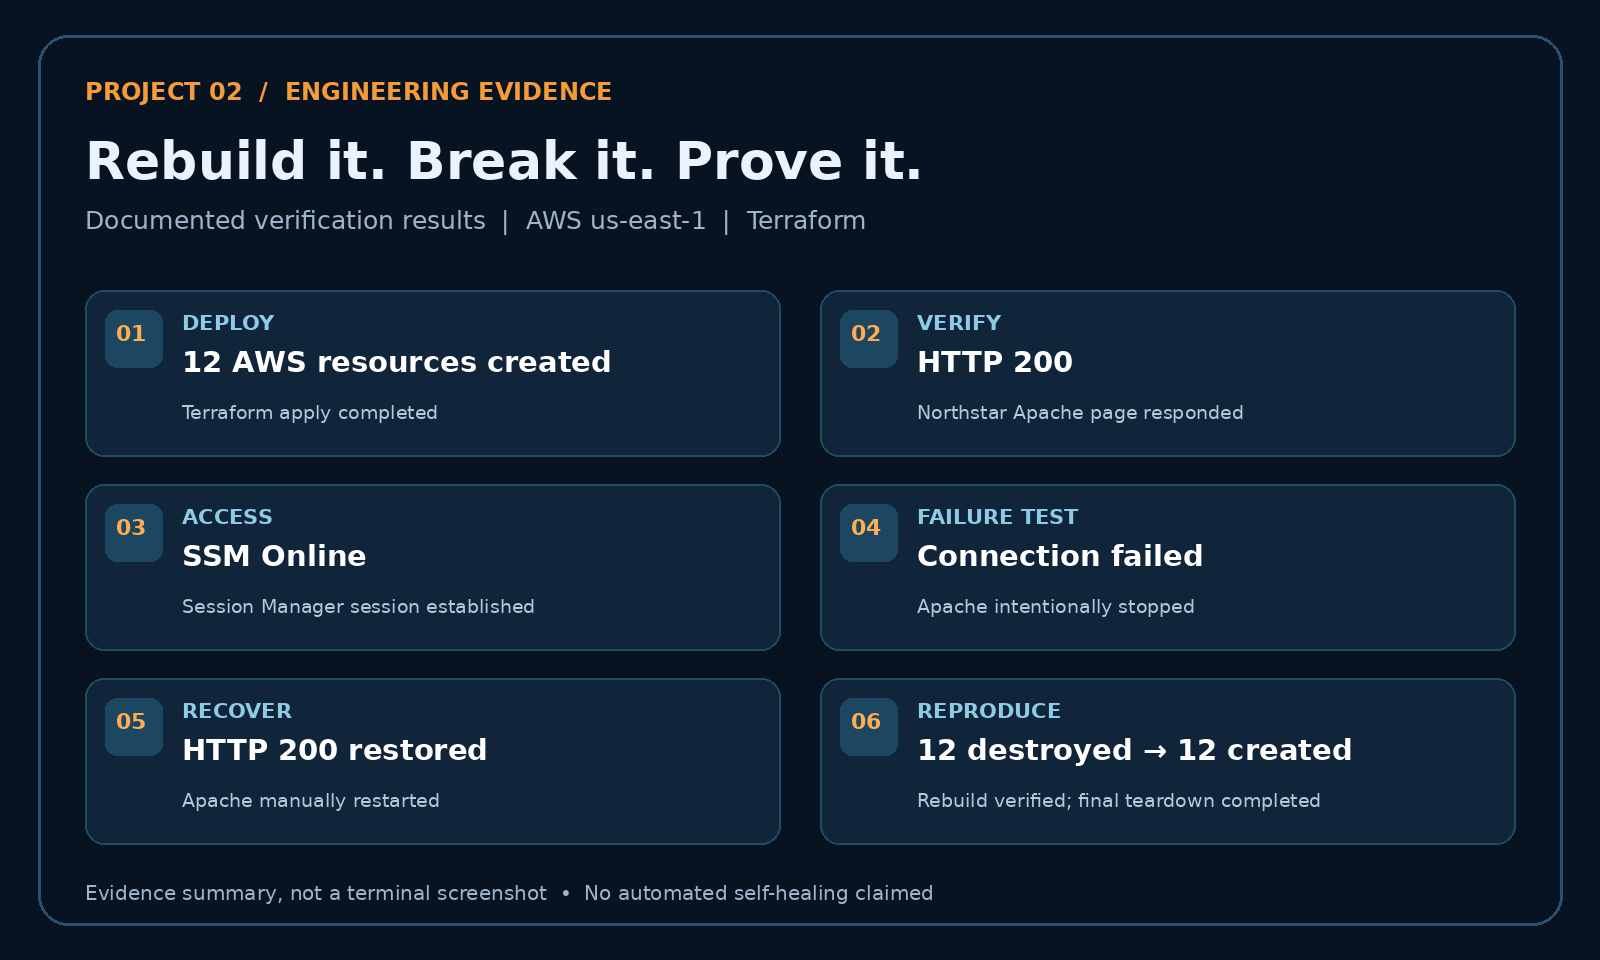 PROJECT 02 / ENGINEERING EVIDENCE
Rebuild it. Break it. Prove it.
Documented verification results | AWS us-east-1 | Terraform
01
DEPLOY
12 AWS resources created
Terraform apply completed
02
VERIFY
HTTP 200
Northstar Apache page responded
03
ACCESS
SSM Online
Session Manager session established
04
FAILURE TEST
Connection failed
Apache intentionally stopped
05
RECOVER
HTTP 200 restored
Apache manually restarted
06
REPRODUCE
12 destroyed → 12 created
Rebuild verified; final teardown completed
Evidence summary, not a terminal screenshot • No automated self-healing claimed